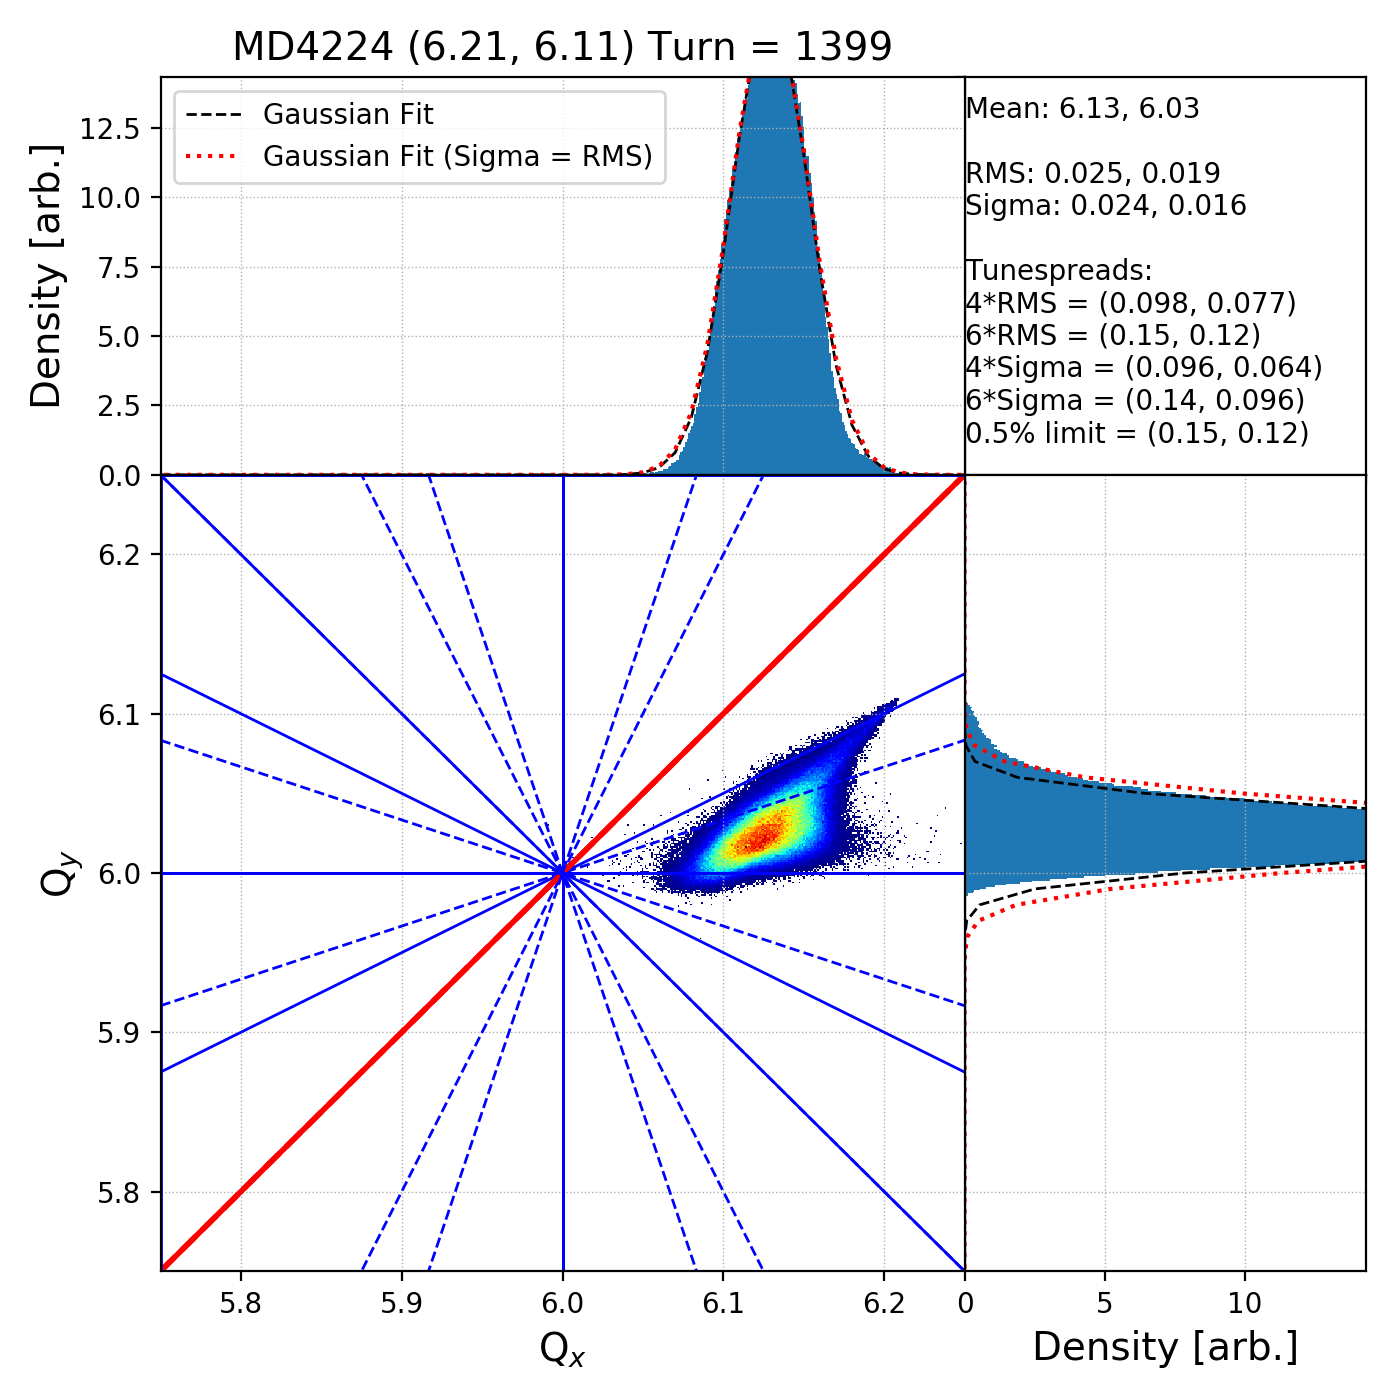 MD4224 (6.21, 6.11) Turn = 1399
Gaussian Fit
Gaussian Fit (Sigma = RMS)
Density [arb.]
12.5
10.0
7.5
5.0
2.5
0.0
Mean: 6.13, 6.03
RMS: 0.025, 0.019
Sigma: 0.024, 0.016
Tunespreads:
4*RMS = (0.098, 0.077)
6*RMS = (0.15, 0.12)
4*Sigma = (0.096, 0.064)
6*Sigma = (0.14, 0.096)
0.5% limit = (0.15, 0.12)
Qy
6.2
6.1
6.0
5.9
5.8
5.8 5.9 6.0 6.1 6.2
Qx
0 5 10
Density [arb.]